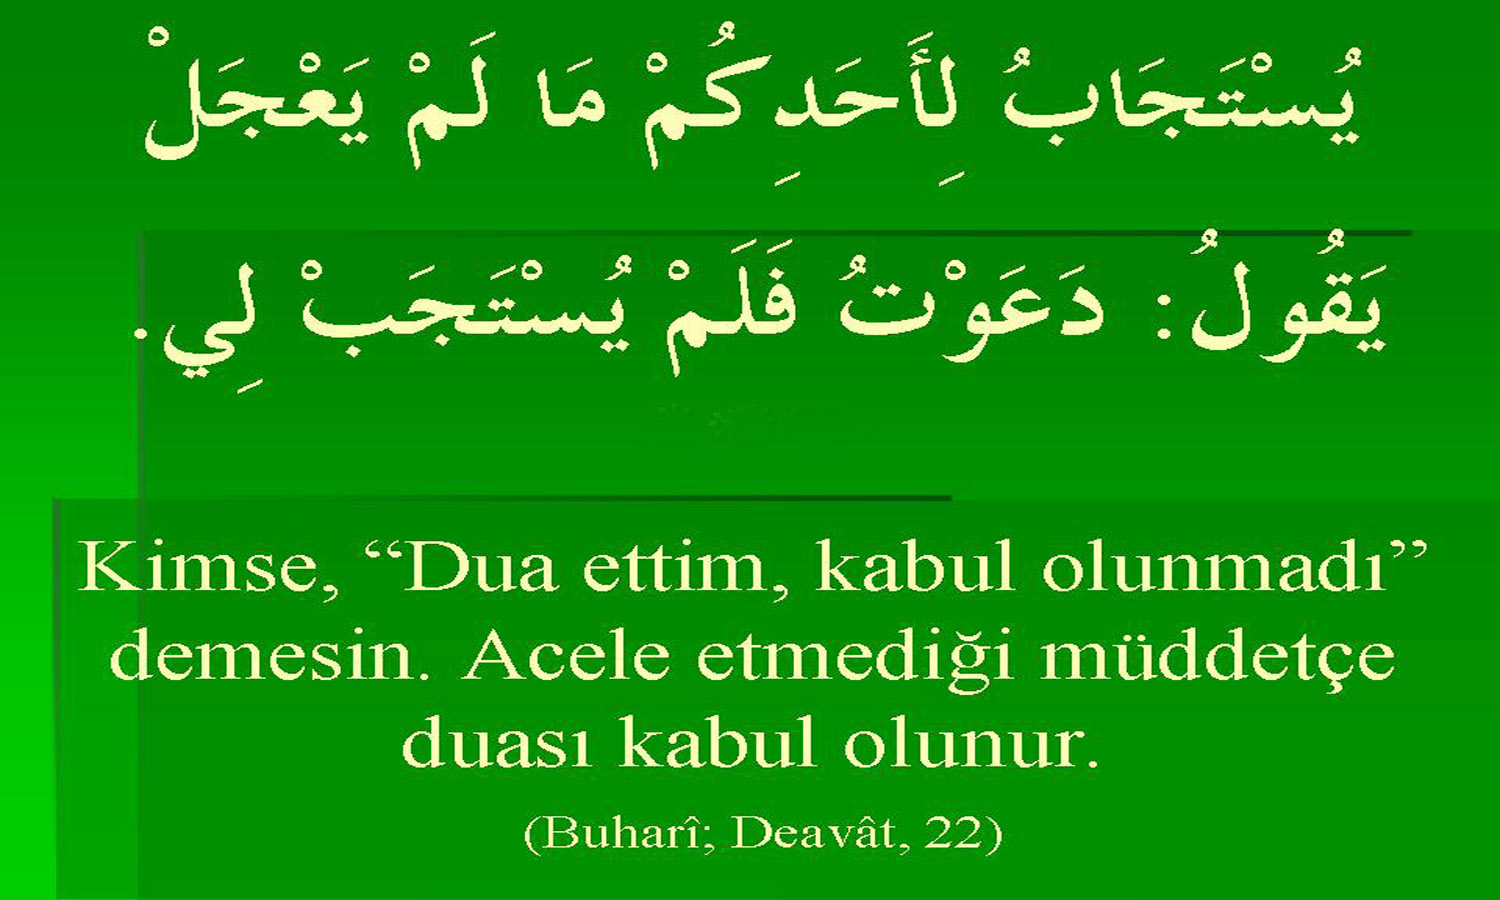 يُسْتَجَابُ لِأَحَدِكُمْ مَا لَمْ يَعْجَلْ
يَقُولُ: دَعَوْتُ فَلَمْ يُسْتَجَبْ لِي.
Kimse, “Dua ettim, kabul olunmadı”
demesin. Acele etmediği müddetçe
duası kabul olunur.
(Buharî; Deavât, 22)